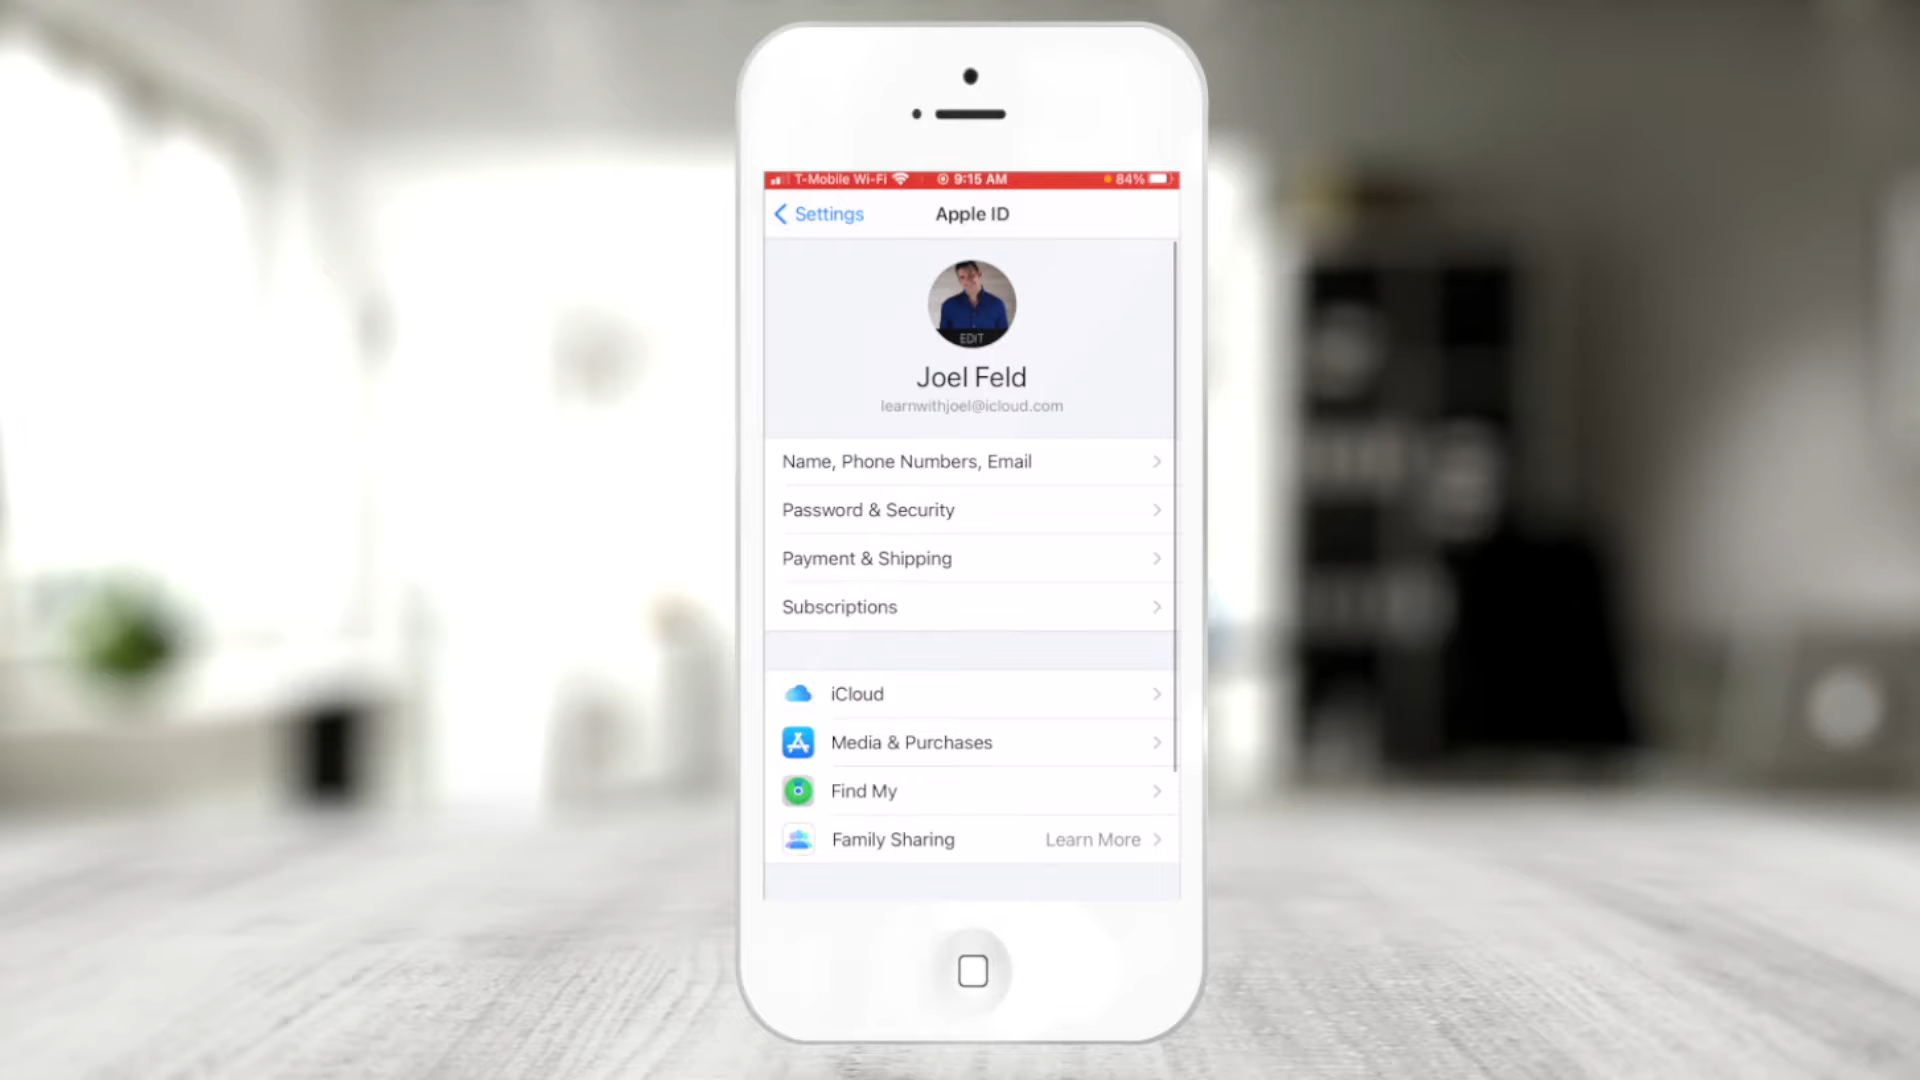 T-Mobile Wi-Fi 9:15 AM 84%
Settings Apple ID
EDIT
Joel Feld
learnwithjoel@icloud.com
Name, Phone Numbers, Email
Password & Security
Payment & Shipping
Subscriptions
iCloud
Media & Purchases
Find My
Family Sharing Learn More